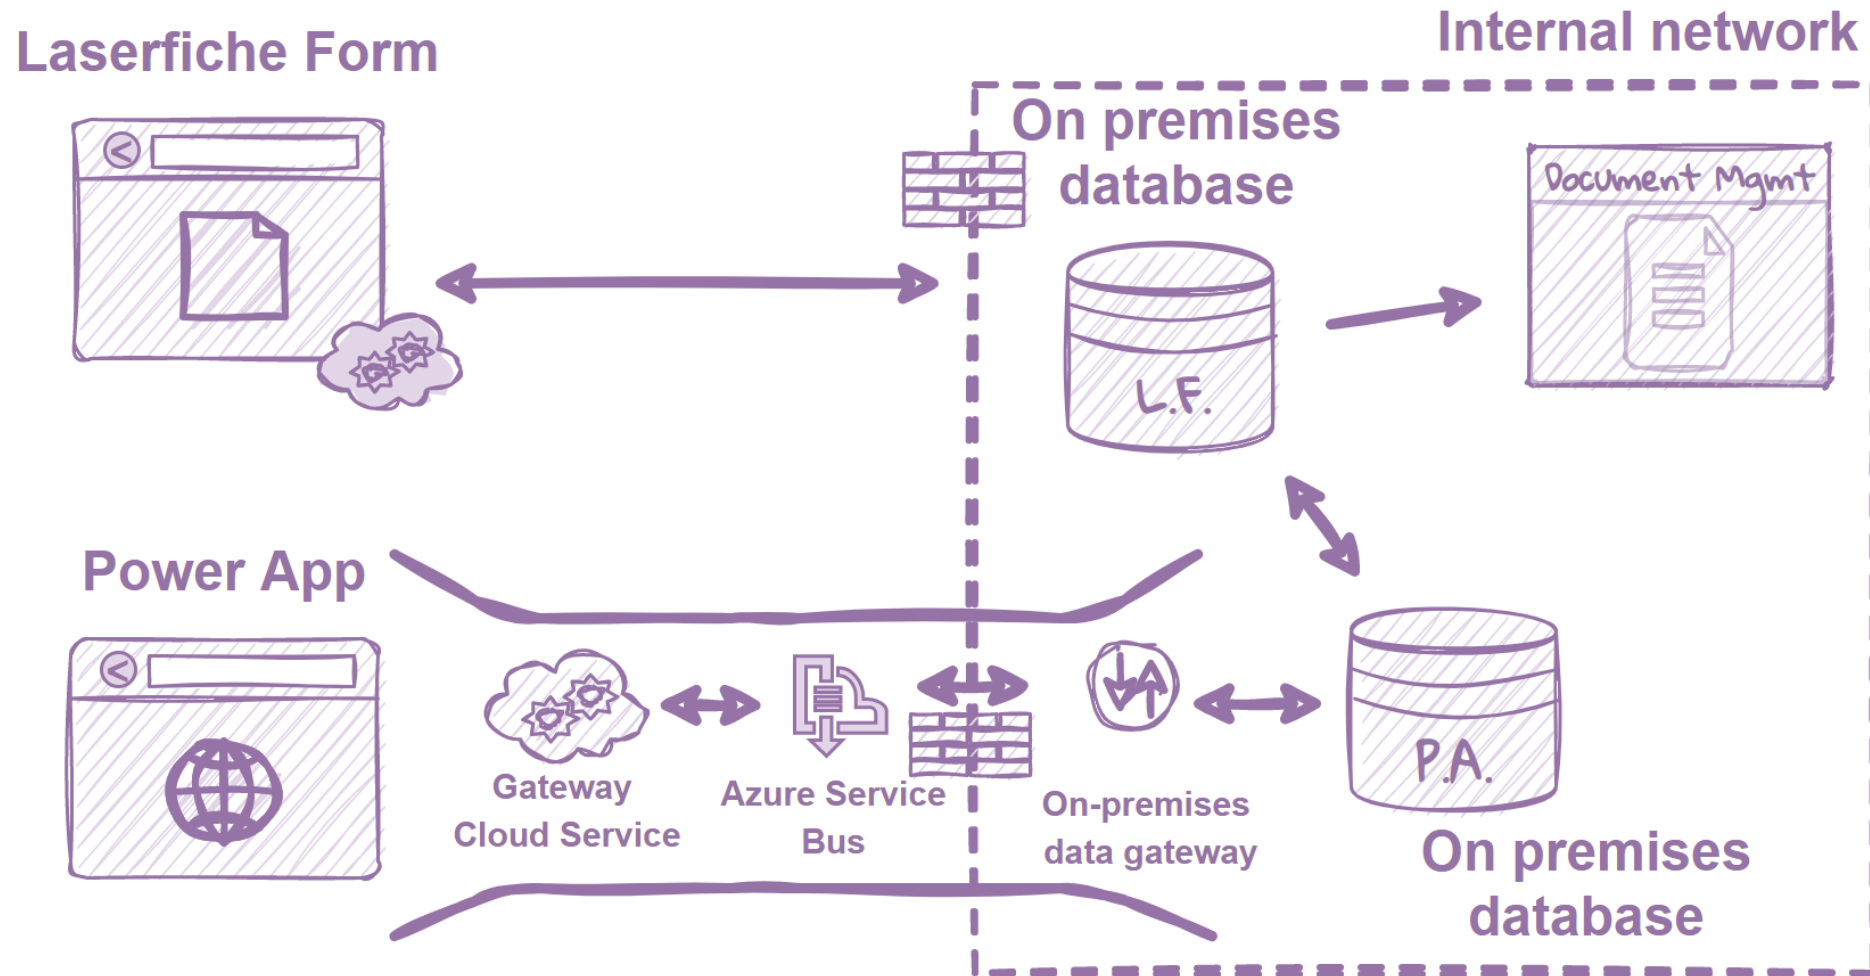 Laserfiche Form
Internal network
On premises
database
Document Mgmt
L.F.
Power App
<
<
Gateway
Cloud Service
Azure Service
Bus
On-premises
data gateway
P.A.
On premises
database